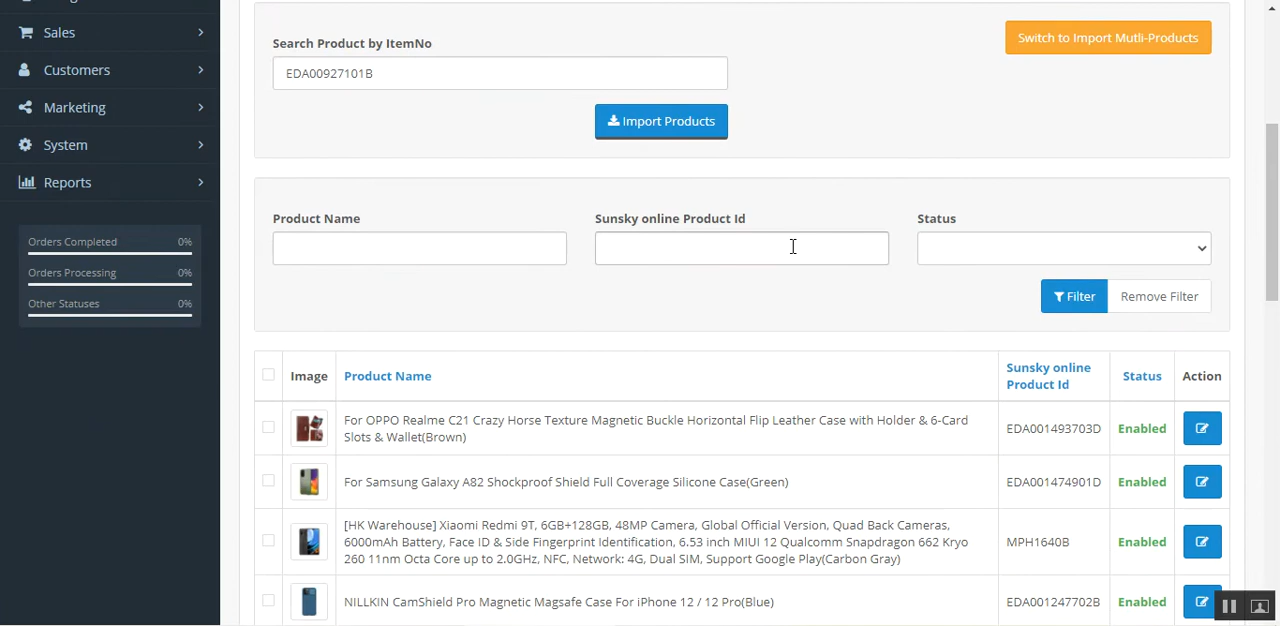 Sales
Customers
Marketing
System
Reports
Orders Completed 0%
Orders Processing 0%
Other Statuses 0%
Search Product by ItemNo
Switch to Import Mutli-Products
EDA00927101B
Import Products
Product Name
Sunsky online Product Id
Status
Filter
Remove Filter
Image
Product Name
Sunsky online
Product Id
Status
Action
For OPPO Realme C21 Crazy Horse Texture Magnetic Buckle Horizontal Flip Leather Case with Holder & 6-Card
Slots & Wallet(Brown)
EDA001493703D
Enabled
For Samsung Galaxy A82 Shockproof Shield Full Coverage Silicone Case(Green)
EDA001474901D
Enabled
[HK Warehouse] Xiaomi Redmi 9T, 6GB+128GB, 48MP Camera, Global Official Version, Quad Back Cameras,
6000mAh Battery, Face ID & Side Fingerprint Identification, 6.53 inch MIUI 12 Qualcomm Snapdragon 662 Kryo
260 11nm Octa Core up to 2.0GHz, NFC, Network: 4G, Dual SIM, Support Google Play(Carbon Gray)
MPH1640B
Enabled
NILLKIN CamShield Pro Magnetic Magsafe Case For iPhone 12 / 12 Pro(Blue)
EDA001247702B
Enabled